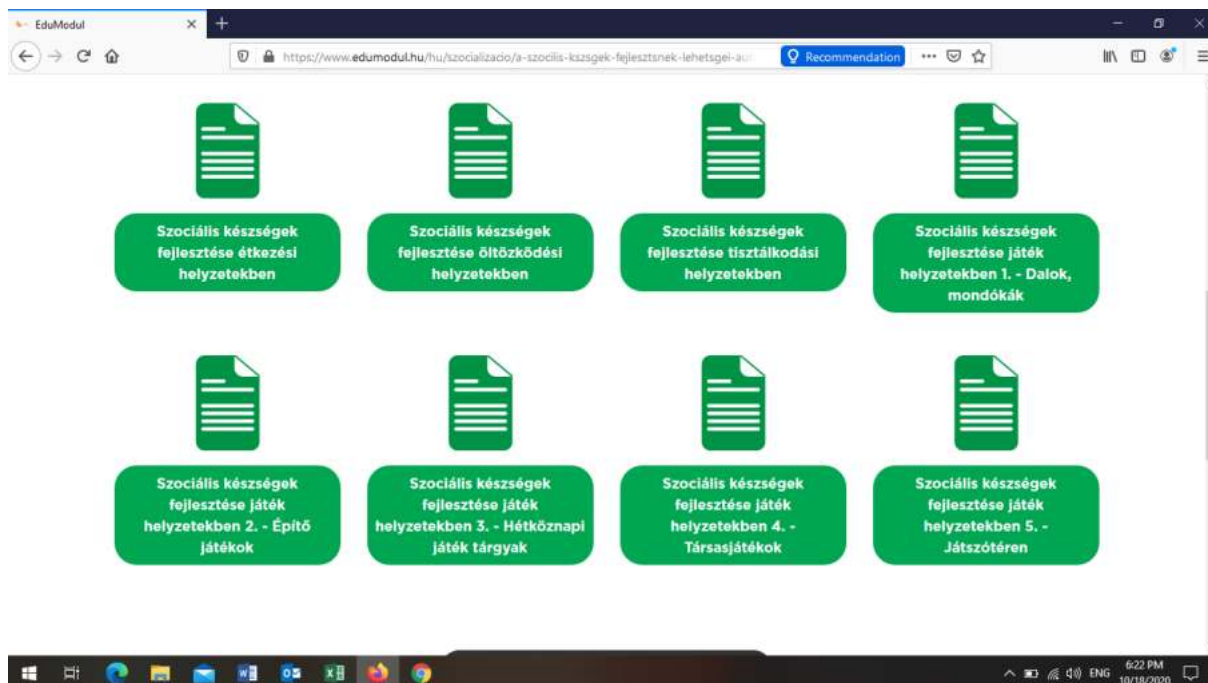 EduModul
https://www.edumodul.hu/hu/szocializacio/a-szocilis-kszsgek-fejlesztsnek-lehetsgei-au
Recommendation
Szociális készségek
fejlesztése étkezési
helyzetekben
Szociális készségek
fejlesztése öltözködési
helyzetekben
Szociális készségek
fejlesztése tisztálkodási
helyzetekben
Szociális készségek
fejlesztése játék
helyzetekben 1. - Dalok,
mondókák
Szociális készségek
fejlesztése játék
helyzetekben 2. - Építő
játékok
Szociális készségek
fejlesztése játék
helyzetekben 3. - Hétköznapi
játék tárgyak
Szociális készségek
fejlesztése játék
helyzetekben 4. -
Társasjátékok
Szociális készségek
fejlesztése játék
helyzetekben 5. -
Játszótéren
ENG
6:22 PM
10/18/2020